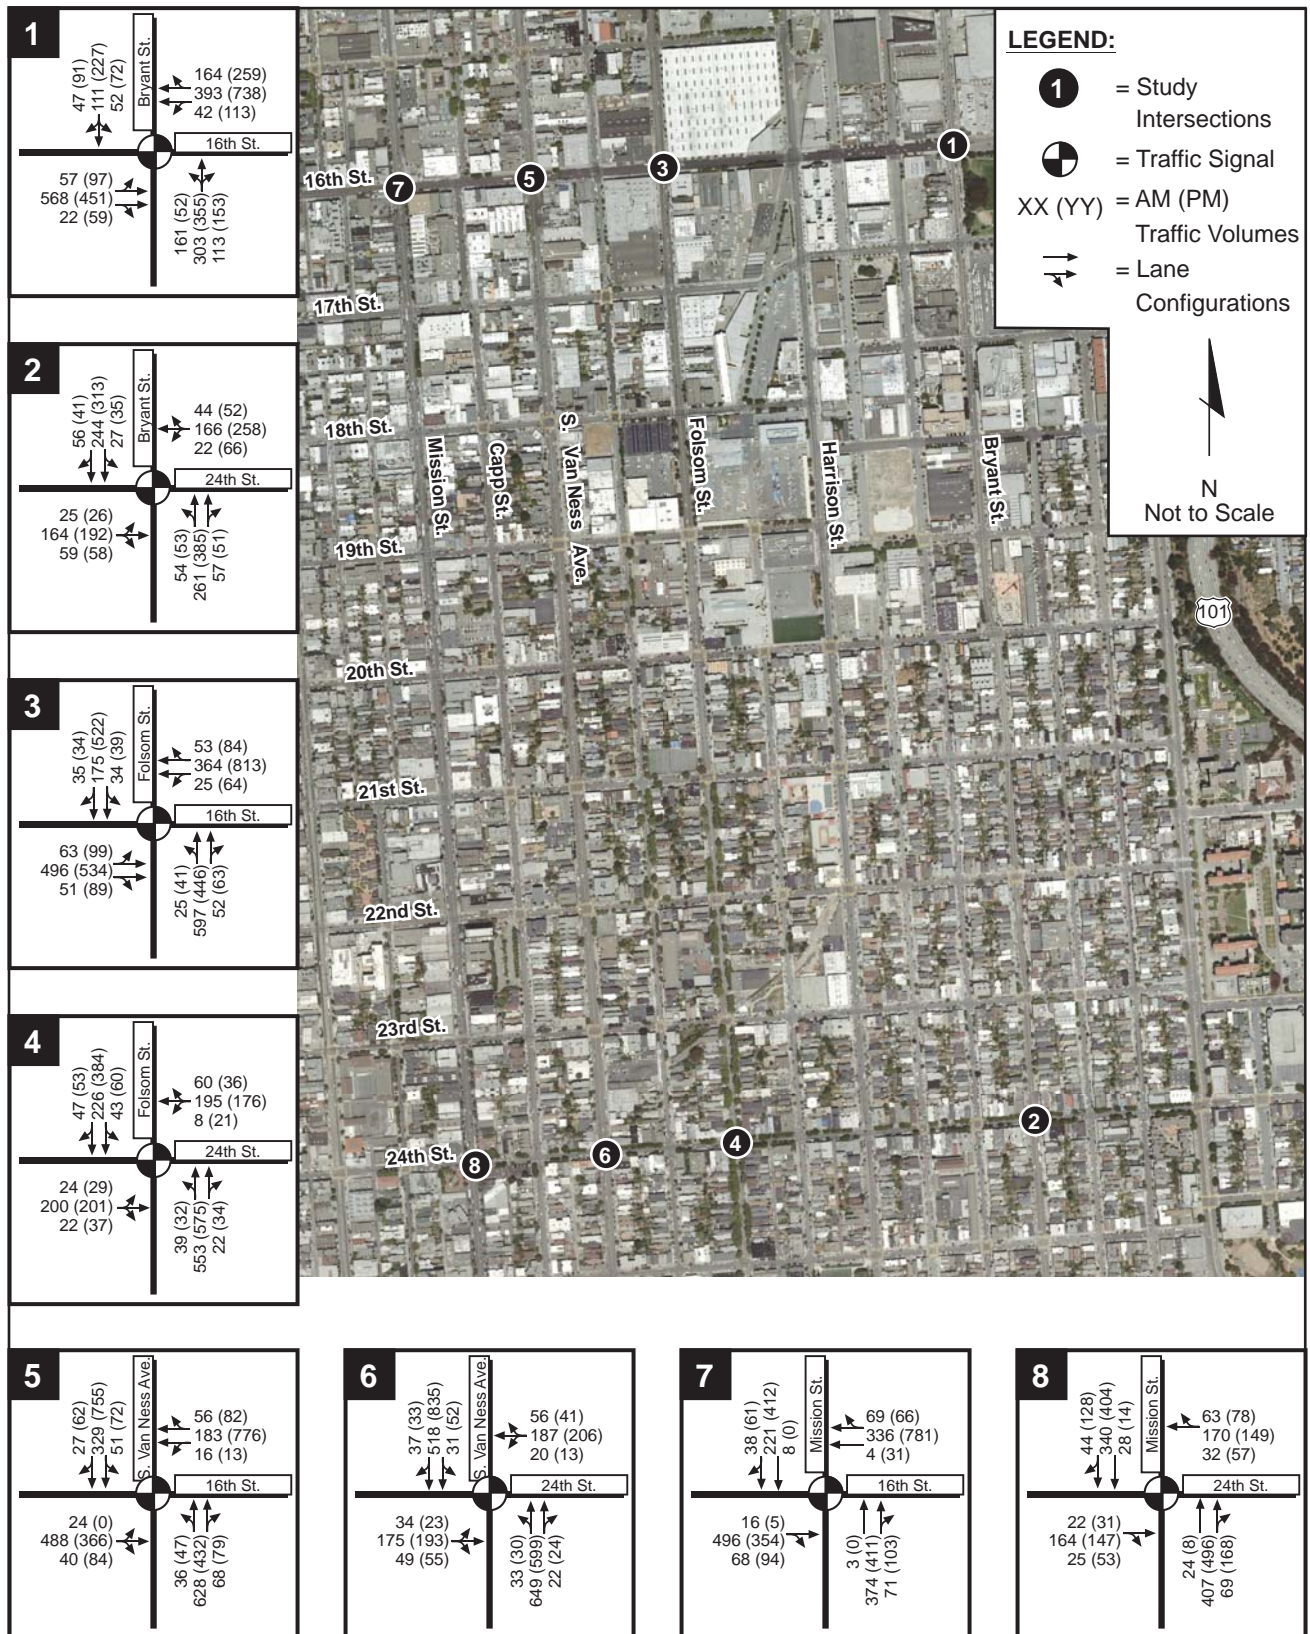 1
Bryant St.
47 (91)
111 (227)
52 (72)
164 (259)
393 (738)
42 (113)
16th St.
57 (97)
568 (451)
22 (59)
161 (52)
303 (355)
113 (153)
2
Bryant St.
56 (41)
244 (313)
27 (35)
44 (52)
166 (258)
22 (66)
24th St.
25 (26)
164 (192)
59 (58)
54 (53)
261 (385)
57 (51)
3
Folsom St.
35 (34)
175 (522)
34 (39)
53 (84)
364 (813)
25 (64)
16th St.
63 (99)
496 (534)
51 (89)
25 (41)
597 (446)
52 (63)
4
Folsom St.
47 (53)
226 (384)
43 (60)
60 (36)
195 (176)
8 (21)
24th St.
24 (29)
200 (201)
22 (37)
39 (32)
553 (575)
22 (34)
16th St.
7
5
3
1
17th St.
18th St.
Mission St.
Capp St.
S. Van Ness Ave.
Folsom St.
Harrison St.
Bryant St.
19th St.
20th St.
101
21st St.
22nd St.
23rd St.
24th St.
8
6
4
2
LEGEND:
1 = Study
Intersections
= Traffic Signal
XX (YY) = AM (PM)
Traffic Volumes
= Lane
Configurations
N
Not to Scale
5
S. Van Ness Ave.
27 (62)
329 (755)
51 (72)
56 (82)
183 (776)
16 (13)
16th St.
24 (0)
488 (366)
40 (84)
36 (47)
628 (432)
68 (79)
6
S. Van Ness Ave.
37 (33)
518 (835)
31 (52)
56 (41)
187 (206)
20 (13)
24th St.
34 (23)
175 (193)
49 (55)
33 (30)
649 (599)
22 (24)
7
Mission St.
38 (61)
221 (412)
8 (0)
69 (66)
336 (781)
4 (31)
16th St.
16 (5)
496 (354)
68 (94)
3 (0)
374 (411)
71 (103)
8
Mission St.
44 (128)
340 (404)
28 (14)
63 (78)
170 (149)
32 (57)
24th St.
22 (31)
164 (147)
25 (53)
24 (8)
407 (496)
69 (168)